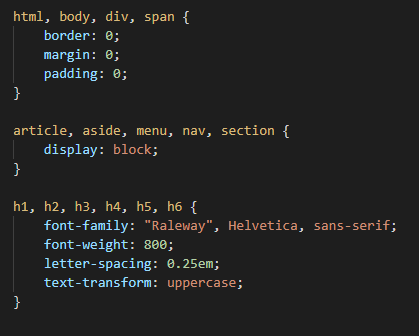 html, body, div, span {
    border: 0;
    margin: 0;
    padding: 0;
}

article, aside, menu, nav, section {
    display: block;
}

h1, h2, h3, h4, h5, h6 {
    font-family: "Raleway", Helvetica, sans-serif;
    font-weight: 800;
    letter-spacing: 0.25em;
    text-transform: uppercase;
}